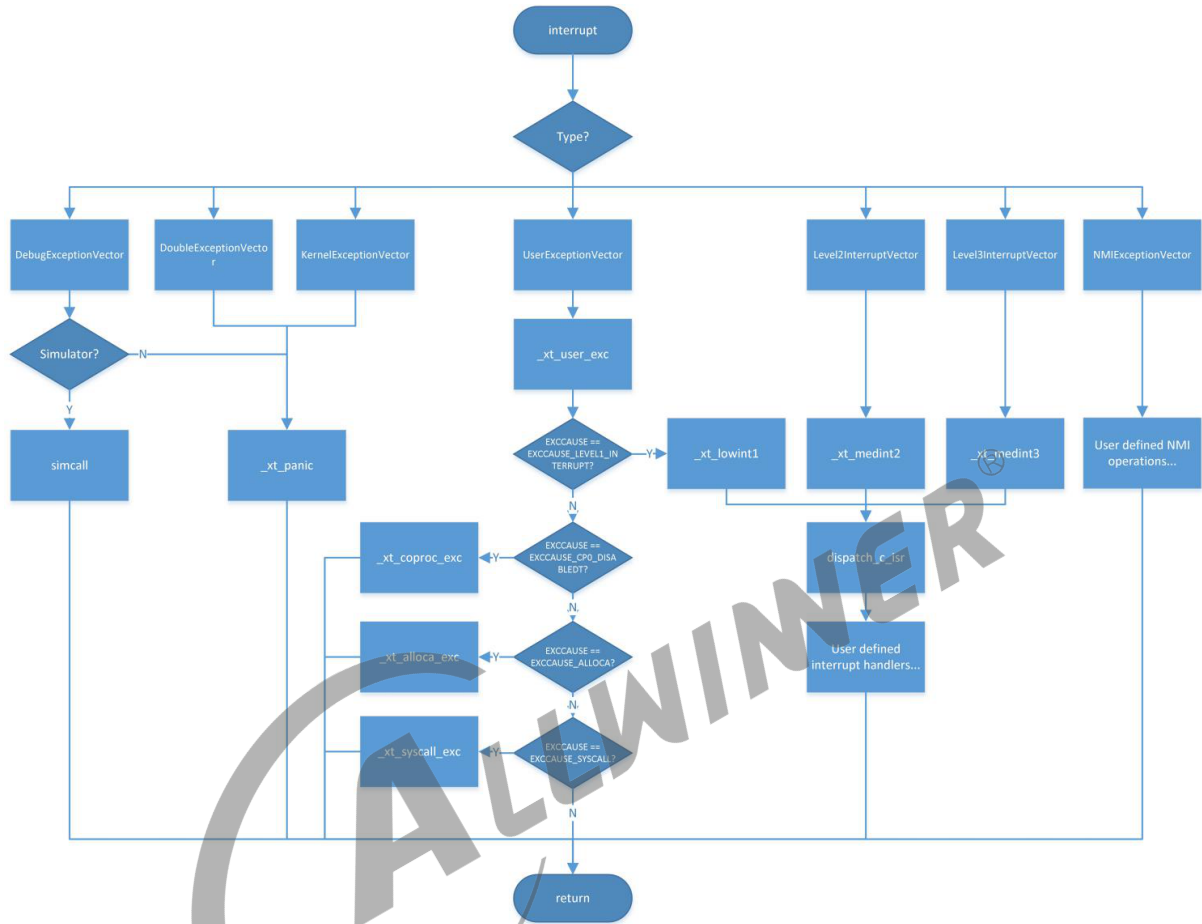 interrupt
Type?
DebugExceptionVector
DoubleExceptionVecto
r
KernelExceptionVector
UserExceptionVector
Level2InterruptVector
Level3InterruptVector
NMIExceptionVector
Simulator?
N
Y
_xt_user_exc
simcall
_xt_panic
EXCCAUSE ==
EXCCAUSE_LEVEL1_IN
TERRUPT?
Y
_xt_lowint1
_xt_medint2
_xt_medint3
User defined NMI
operations...
N
_xt_coproc_exc
Y
EXCCAUSE ==
EXCCAUSE_CP0_DISA
BLEDT?
dispatch_c_isr
N
_xt_alloca_exc
Y
EXCCAUSE ==
EXCCAUSE_ALLOCA?
User defined
interrupt handlers...
N
_xt_syscall_exc
Y
EXCCAUSE ==
EXCCAUSE_SYSCALL?
N
return
ALLWINNER